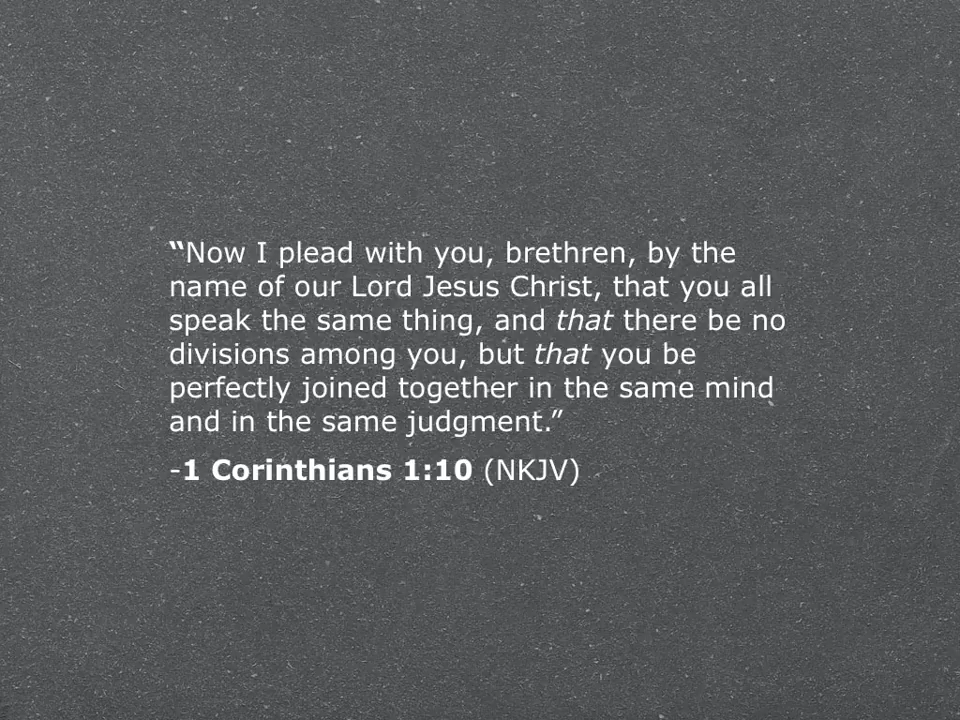 “Now I plead with you, brethren, by the
name of our Lord Jesus Christ, that you all
speak the same thing, and that there be no
divisions among you, but that you be
perfectly joined together in the same mind
and in the same judgment.”
-1 Corinthians 1:10 (NKJV)